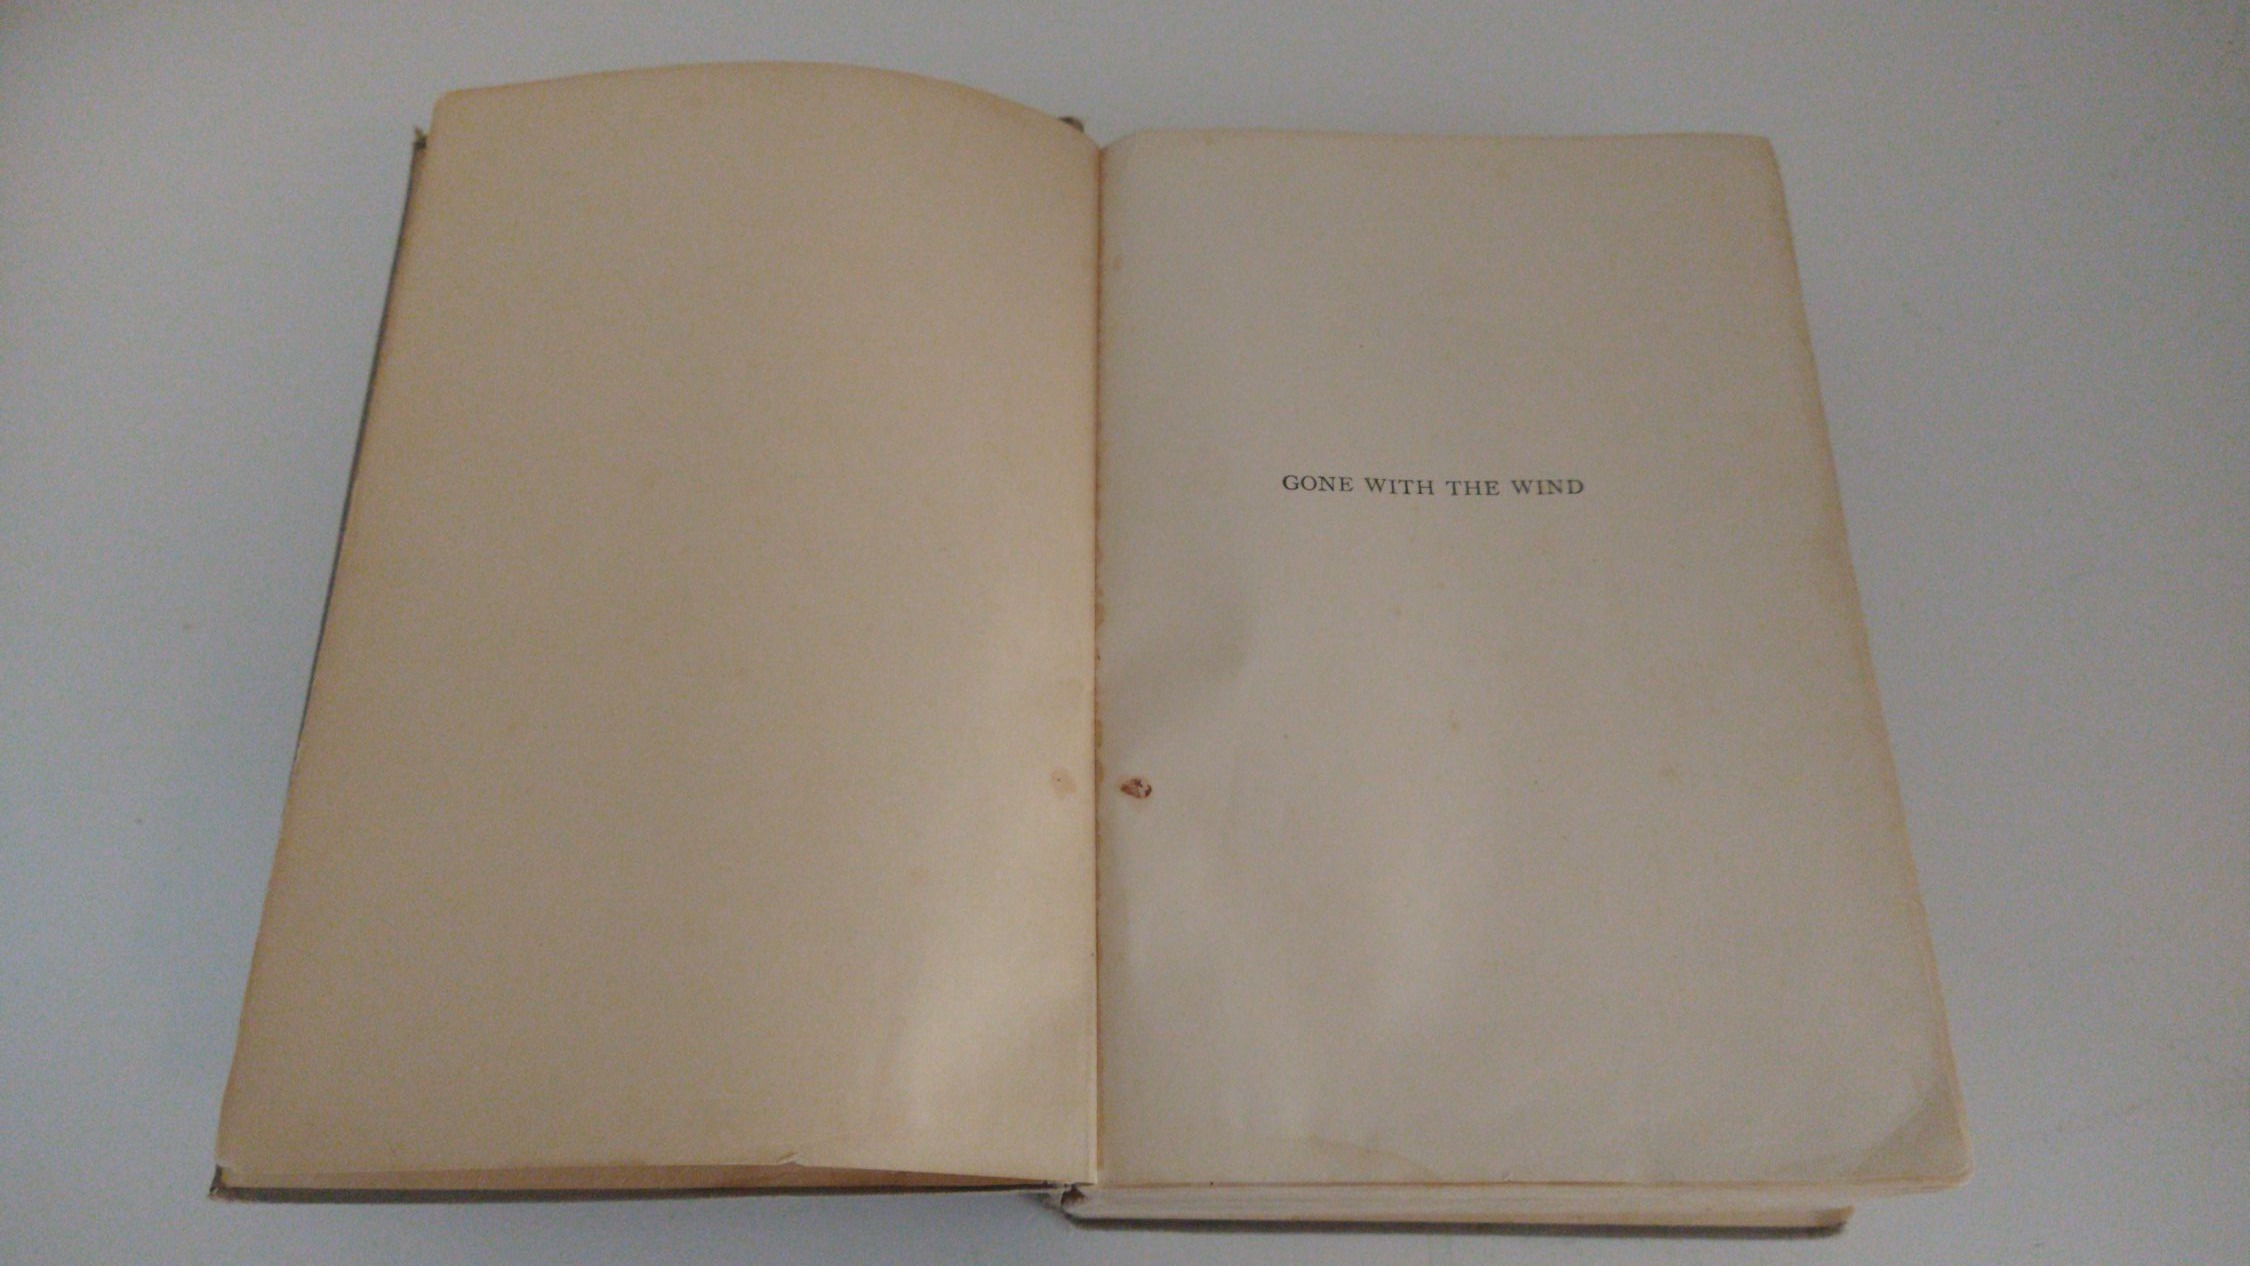 GONE WITH THE WIND